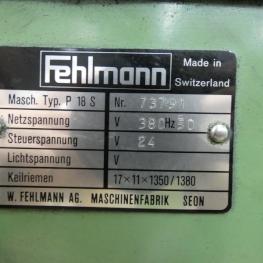 Fehlmann
Made in
Switzerland
Masch. Typ. P 18 S Nr. 73791
Netzspannung V 380 Hz 50
Steuerspannung V 24
Lichtspannung V
Keilriemen 17×11×1350/1380
W. FEHLMANN AG. MASCHINENFABRIK SEON